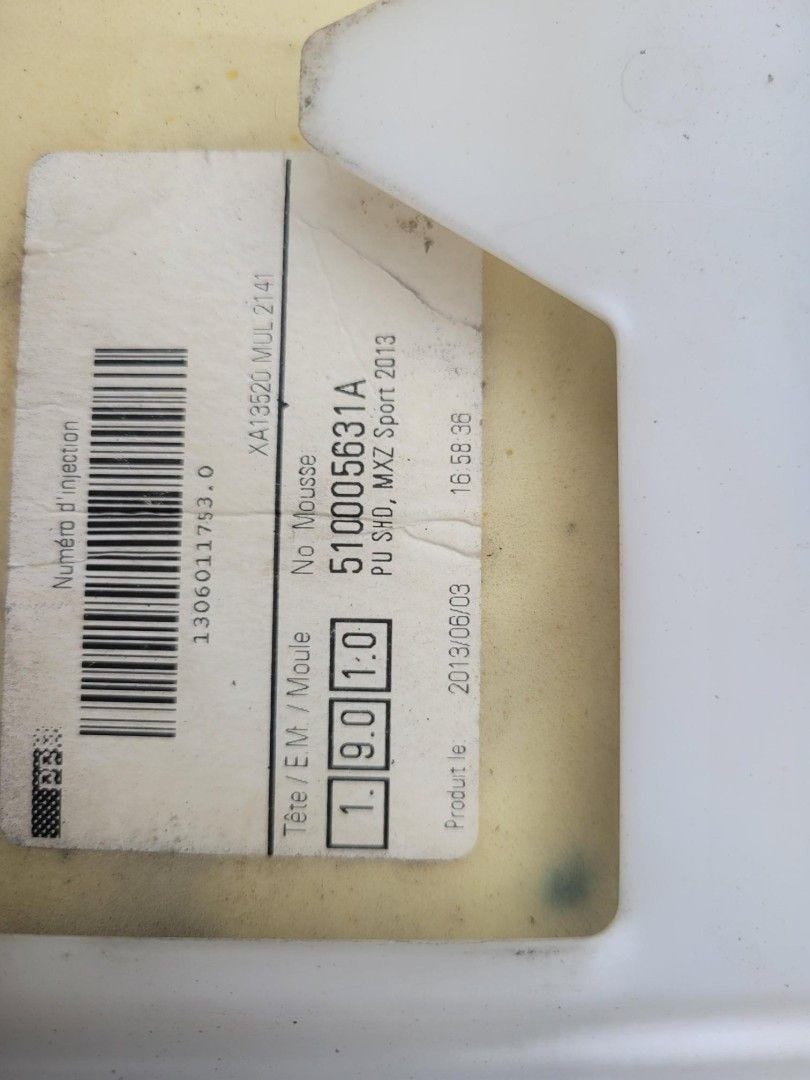 Numéro d'injection
1306011753.0
XA13520 MUL 2141
Tête / E.M. / Moule
No Mousse
1. 9.0 1.0
510005631A
PU SHD, MXZ Sport 2013
Produit le: 2013/06/03 16:58:36